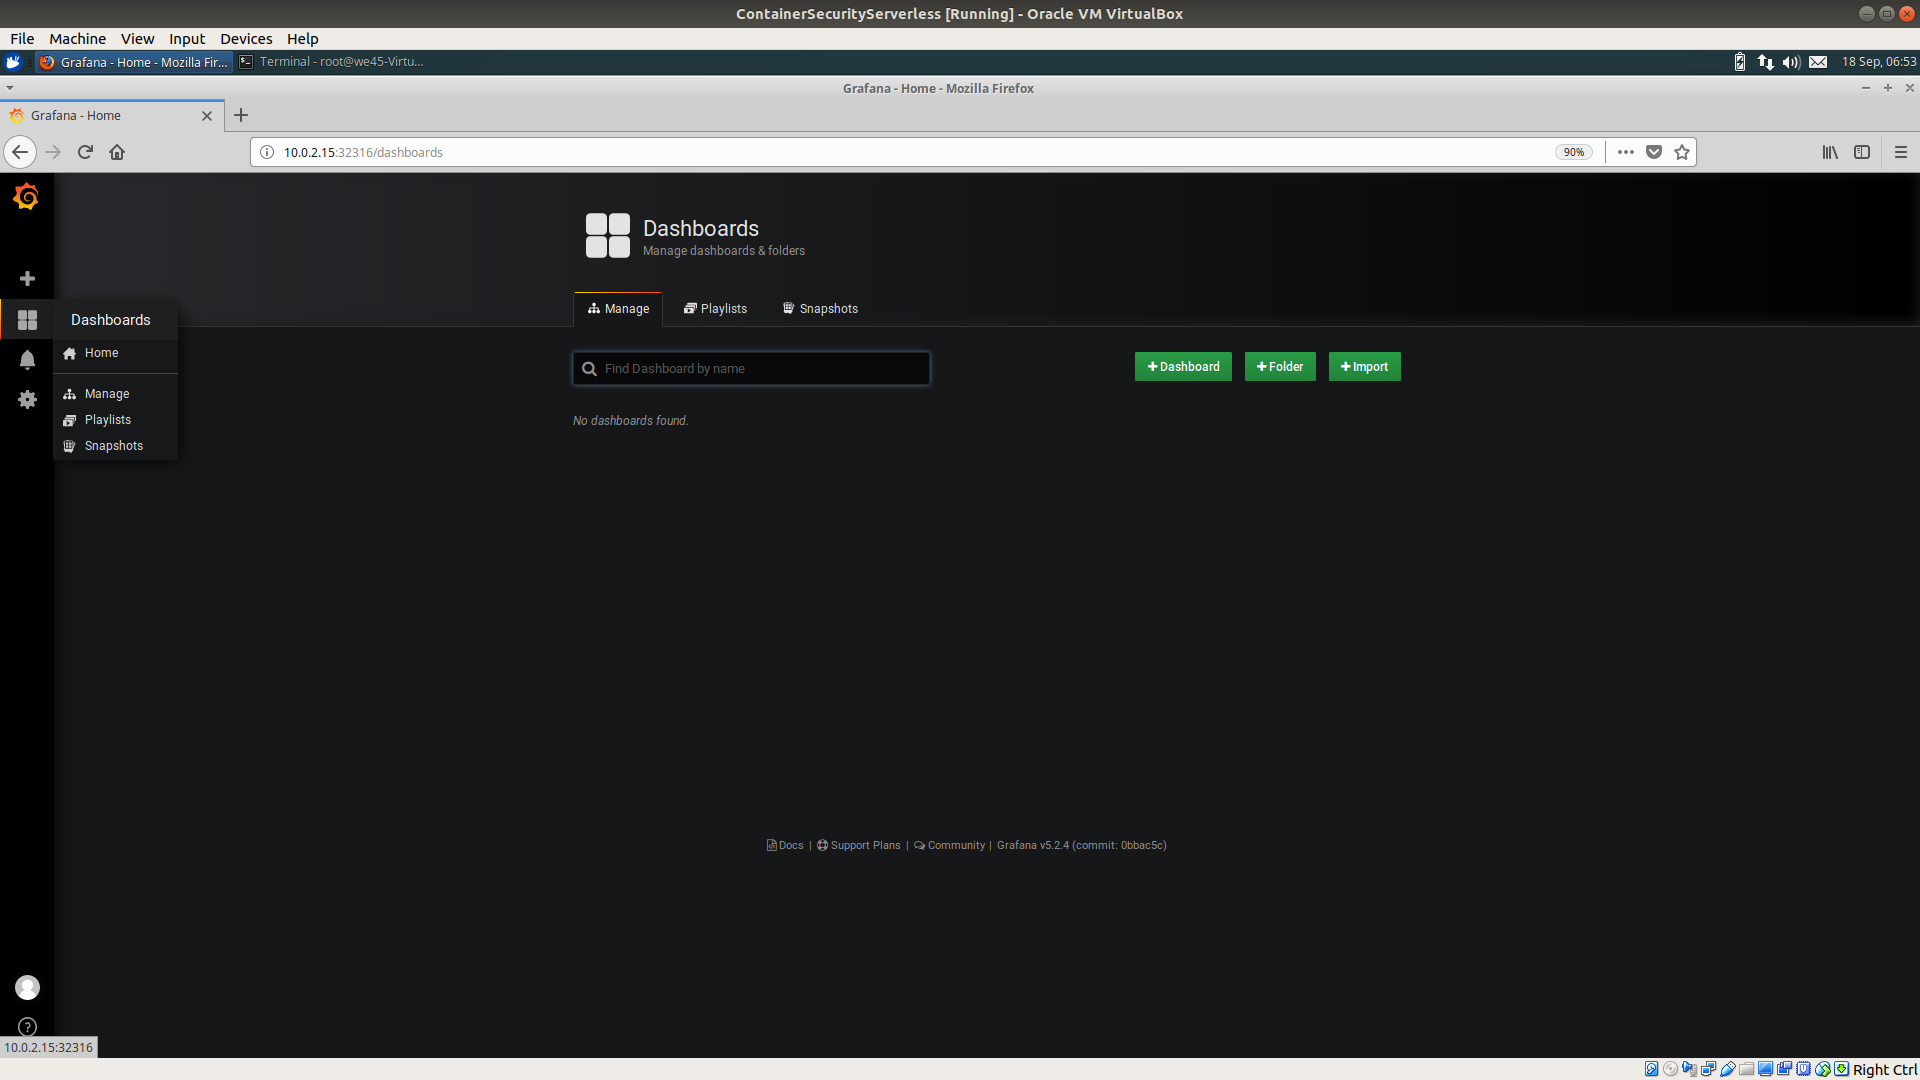 ContainerSecurityServerless [Running] - Oracle VM VirtualBox
File Machine View Input Devices Help
Grafana - Home - Mozilla Fir... Terminal - root@we45-Virtu... 18 Sep, 06:53
Grafana - Home - Mozilla Firefox
Grafana - Home
10.0.2.15:32316/dashboards 90%
Dashboards
Manage dashboards & folders
Manage Playlists Snapshots
Dashboards
Home
Manage
Playlists
Snapshots
Find Dashboard by name
Dashboard Folder Import
No dashboards found.
Docs | Support Plans | Community | Grafana v5.2.4 (commit: 0bbac5c)
10.0.2.15:32316
Right Ctrl